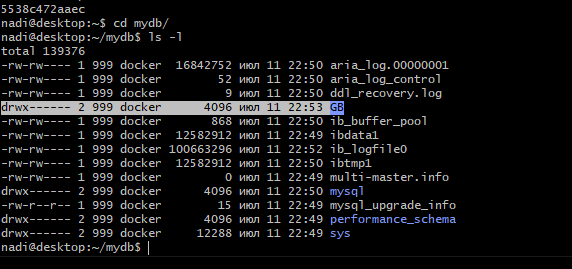 5538c472aaec
nadi@desktop:~$ cd mydb/
nadi@desktop:~/mydb$ ls -l
total 139376
-rw-rw---- 1 999 docker  16842752 июл 11 22:50 aria_log.00000001
-rw-rw---- 1 999 docker        52 июл 11 22:50 aria_log_control
-rw-rw---- 1 999 docker         9 июл 11 22:50 ddl_recovery.log
drwx------ 2 999 docker      4096 июл 11 22:53 GB
-rw-rw---- 1 999 docker       868 июл 11 22:50 ib_buffer_pool
-rw-rw---- 1 999 docker  12582912 июл 11 22:49 ibdata1
-rw-rw---- 1 999 docker 100663296 июл 11 22:52 ib_logfile0
-rw-rw---- 1 999 docker  12582912 июл 11 22:50 ibtmp1
-rw-rw---- 1 999 docker         0 июл 11 22:49 multi-master.info
drwx------ 2 999 docker      4096 июл 11 22:50 mysql
-rw-r--r-- 1 999 docker        15 июл 11 22:49 mysql_upgrade_info
drwx------ 2 999 docker      4096 июл 11 22:49 performance_schema
drwx------ 2 999 docker     12288 июл 11 22:49 sys
nadi@desktop:~/mydb$